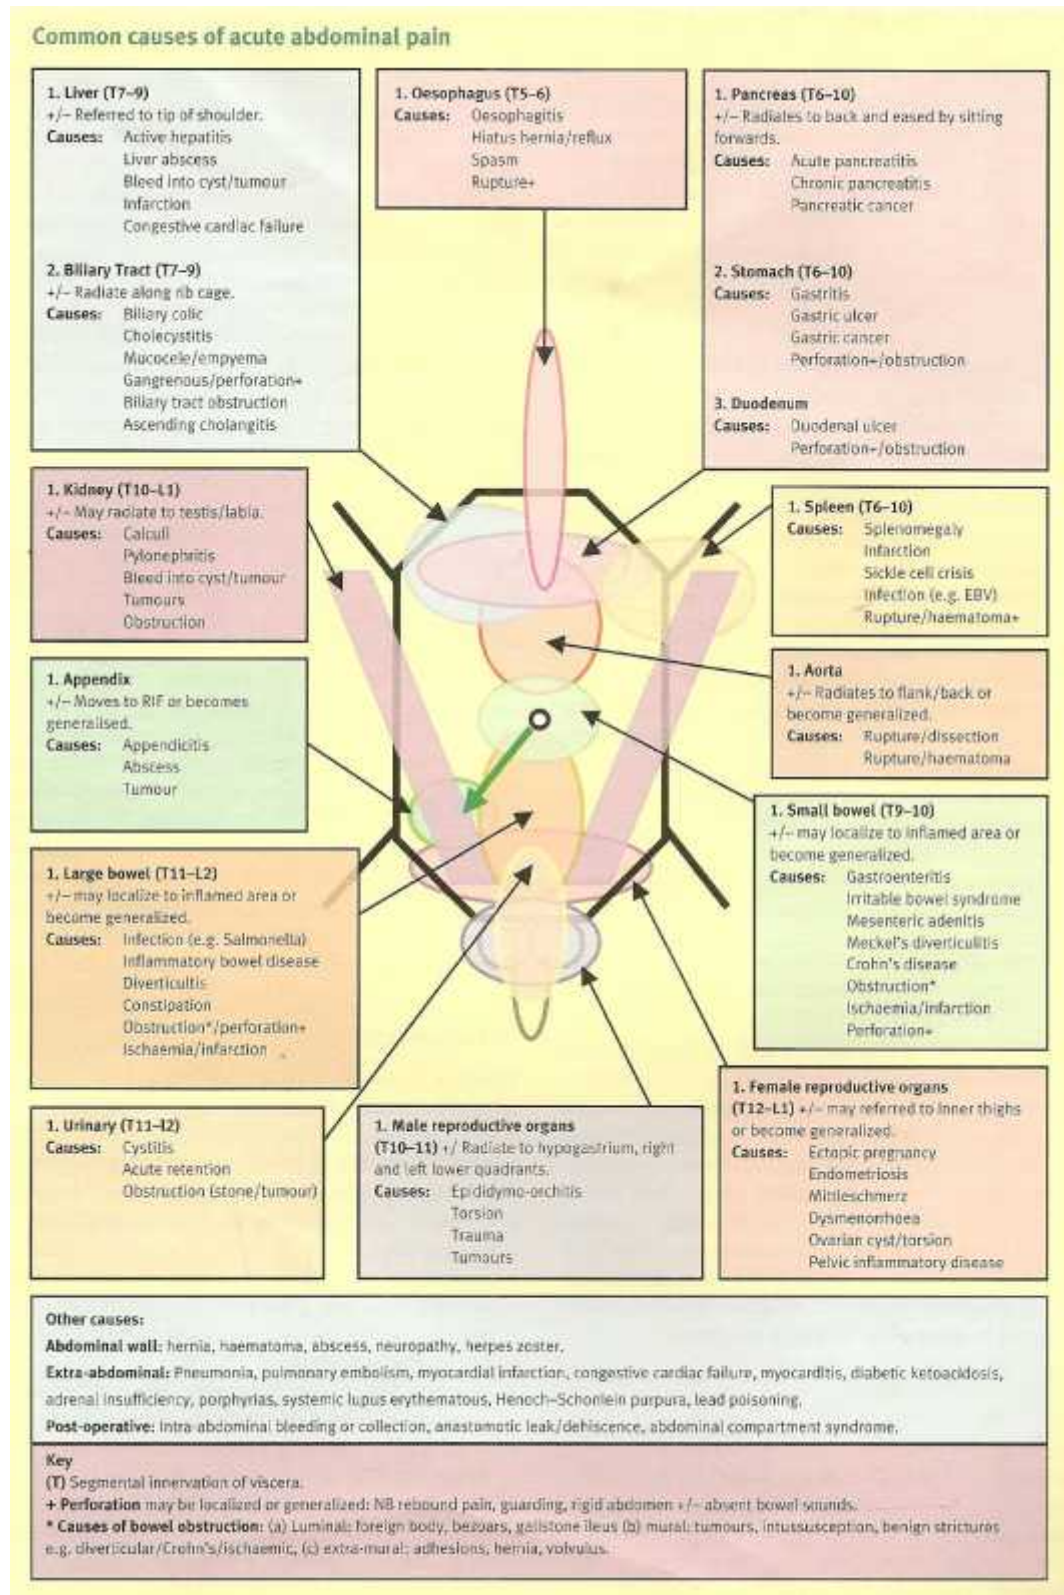 Common causes of acute abdominal pain
1. Liver (T7–9)
+/– Referred to tip of shoulder.
Causes: Active hepatitis
Liver abscess
Bleed into cyst/tumour
Infarction
Congestive cardiac failure
2. Biliary Tract (T7–9)
+/– Radiate along rib cage.
Causes: Biliary colic
Cholecystitis
Mucocele/empyema
Gangrenous/perforation+
Biliary tract obstruction
Ascending cholangitis
1. Oesophagus (T5–6)
Causes: Oesophagitis
Hiatus hernia/reflux
Spasm
Rupture+
1. Pancreas (T6–10)
+/– Radiates to back and eased by sitting
forwards.
Causes: Acute pancreatitis
Chronic pancreatitis
Pancreatic cancer
2. Stomach (T6–10)
Causes: Gastritis
Gastric ulcer
Gastric cancer
Perforation+/obstruction
3. Duodenum
Causes: Duodenal ulcer
Perforation+/obstruction
1. Kidney (T10–L1)
+/– May radiate to testis/labia.
Causes: Calculi
Pylonephritis
Bleed into cyst/tumour
Tumours
Obstruction
1. Spleen (T6–10)
Causes: Splenomegaly
Infarction
Sickle cell crisis
Infection (e.g. EBV)
Rupture/haematoma+
1. Appendix
+/– Moves to RIF or becomes
generalised.
Causes: Appendicitis
Abscess
Tumour
1. Aorta
+/– Radiates to flank/back or
become generalized.
Causes: Rupture/dissection
Rupture/haematoma
1. Small bowel (T9–10)
+/– may localize to inflamed area or
become generalized.
Causes: Gastroenteritis
Irritable bowel syndrome
Mesenteric adenitis
Meckel's diverticulitis
Crohn's disease
Obstruction*
Ischaemia/infarction
Perforation+
1. Large bowel (T11–L2)
+/– may localize to inflamed area or
become generalized.
Causes: Infection (e.g. Salmonella)
Inflammatory bowel disease
Diverticultis
Constipation
Obstruction*/perforation+
Ischaemia/infarction
1. Urinary (T11–l2)
Causes: Cystitis
Acute retention
Obstruction (stone/tumour)
1. Male reproductive organs
(T10–11) +/ Radiate to hypogastrium, right
and left lower quadrants.
Causes: Epididymo-orchitis
Torsion
Trauma
Tumours
1. Female reproductive organs
(T12–L1) +/– may referred to inner thighs
or become generalized.
Causes: Ectopic pregnancy
Endometriosis
Mittleschmerz
Dysmenorrhoea
Ovarian cyst/torsion
Pelvic inflammatory disease
Other causes:
Abdominal wall: hernia, haematoma, abscess, neuropathy, herpes zoster.
Extra-abdominal: Pneumonia, pulmonary embolism, myocardial infarction, congestive cardiac failure, myocarditis, diabetic ketoacidosis,
adrenal insufficiency, porphyrias, systemic lupus erythematous, Henoch–Schonlein purpura, lead poisoning.
Post-operative: Intra-abdominal bleeding or collection, anastomotic leak/dehiscence, abdominal compartment syndrome.
Key
(T) Segmental innervation of viscera.
+ Perforation may be localized or generalized: NB rebound pain, guarding, rigid abdomen +/– absent bowel sounds.
* Causes of bowel obstruction: (a) Luminal: foreign body, bezoars, gallstone ileus (b) mural: tumours, intussusception, benign strictures
e.g. diverticular/Crohn's/ischaemic, (c) extra-mural: adhesions, hernia, volvulus.